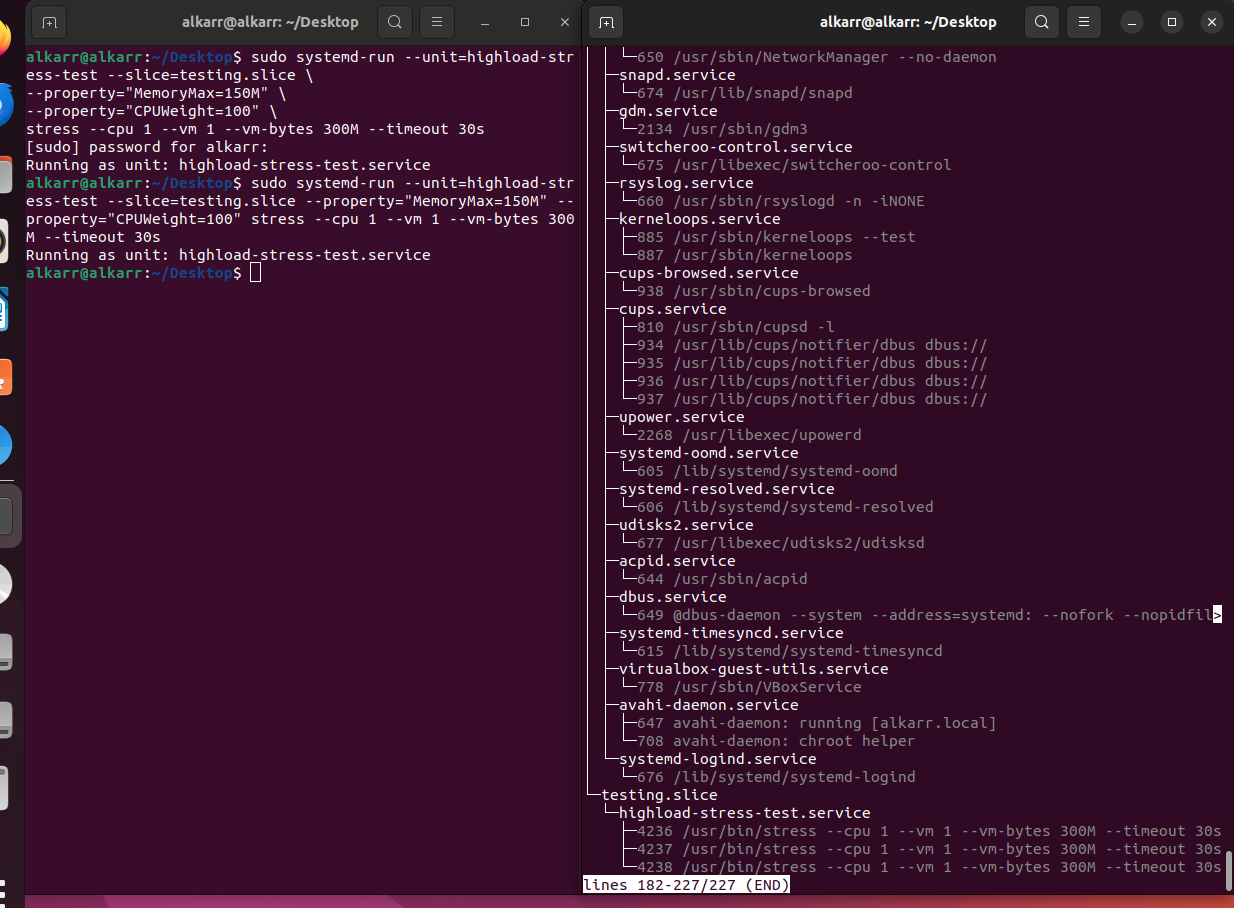 alkarr@alkarr: ~/Desktop
alkarr@alkarr:~/Desktop$ sudo systemd-run --unit=highload-str
ess-test --slice=testing.slice \
--property="MemoryMax=150M" \
--property="CPUWeight=100" \
stress --cpu 1 --vm 1 --vm-bytes 300M --timeout 30s
[sudo] password for alkarr:
Running as unit: highload-stress-test.service
alkarr@alkarr:~/Desktop$ sudo systemd-run --unit=highload-str
ess-test --slice=testing.slice --property="MemoryMax=150M" --
property="CPUWeight=100" stress --cpu 1 --vm 1 --vm-bytes 300
M --timeout 30s
Running as unit: highload-stress-test.service
alkarr@alkarr:~/Desktop$
alkarr@alkarr: ~/Desktop
│ └─650 /usr/sbin/NetworkManager --no-daemon
├─snapd.service
│ └─674 /usr/lib/snapd/snapd
├─gdm.service
│ └─2134 /usr/sbin/gdm3
├─switcheroo-control.service
│ └─675 /usr/libexec/switcheroo-control
├─rsyslog.service
│ └─660 /usr/sbin/rsyslogd -n -iNONE
├─kerneloops.service
│ ├─885 /usr/sbin/kerneloops --test
│ └─887 /usr/sbin/kerneloops
├─cups-browsed.service
│ └─938 /usr/sbin/cups-browsed
├─cups.service
│ ├─810 /usr/sbin/cupsd -l
│ ├─934 /usr/lib/cups/notifier/dbus dbus://
│ ├─935 /usr/lib/cups/notifier/dbus dbus://
│ ├─936 /usr/lib/cups/notifier/dbus dbus://
│ └─937 /usr/lib/cups/notifier/dbus dbus://
├─upower.service
│ └─2268 /usr/libexec/upowerd
├─systemd-oomd.service
│ └─605 /lib/systemd/systemd-oomd
├─systemd-resolved.service
│ └─606 /lib/systemd/systemd-resolved
├─udisks2.service
│ └─677 /usr/libexec/udisks2/udisksd
├─acpid.service
│ └─644 /usr/sbin/acpid
├─dbus.service
│ └─649 @dbus-daemon --system --address=systemd: --nofork --nopidfil>
├─systemd-timesyncd.service
│ └─615 /lib/systemd/systemd-timesyncd
├─virtualbox-guest-utils.service
│ └─778 /usr/sbin/VBoxService
├─avahi-daemon.service
│ ├─647 avahi-daemon: running [alkarr.local]
│ └─708 avahi-daemon: chroot helper
└─systemd-logind.service
  └─676 /lib/systemd/systemd-logind
└─testing.slice
  └─highload-stress-test.service
    ├─4236 /usr/bin/stress --cpu 1 --vm 1 --vm-bytes 300M --timeout 30s
    ├─4237 /usr/bin/stress --cpu 1 --vm 1 --vm-bytes 300M --timeout 30s
    └─4238 /usr/bin/stress --cpu 1 --vm 1 --vm-bytes 300M --timeout 30s
lines 182-227/227 (END)